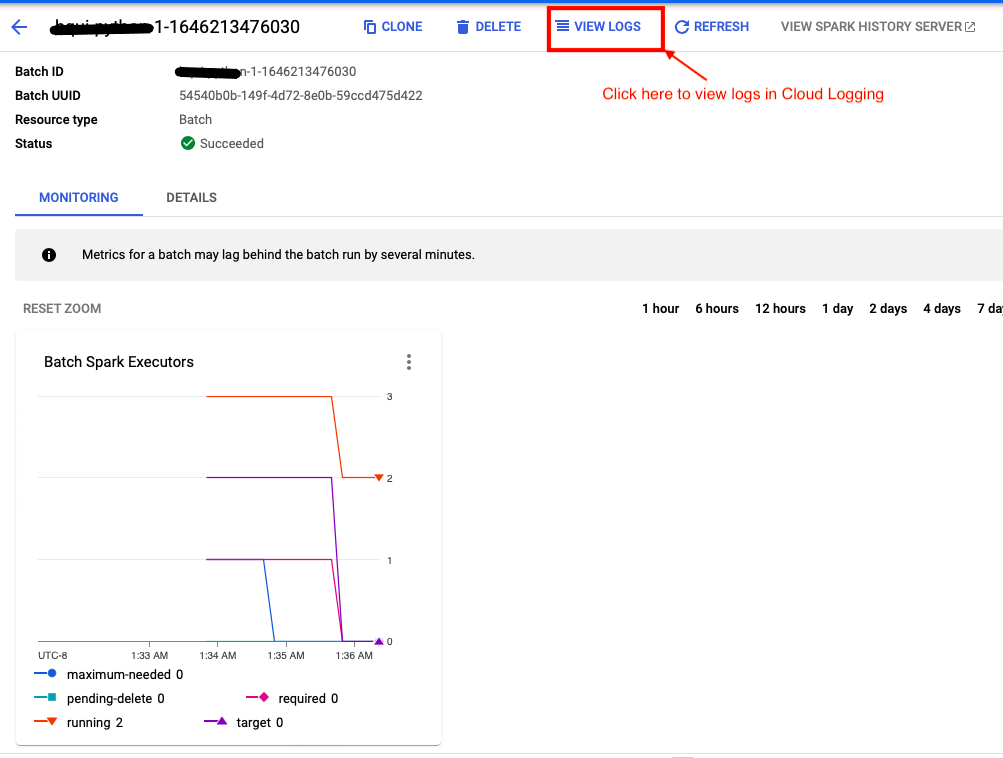 1-1646213476030 CLONE DELETE VIEW LOGS REFRESH VIEW SPARK HISTORY SERVER
Batch ID n-1-1646213476030
Click here to view logs in Cloud Logging
Batch UUID 54540b0b-149f-4d72-8e0b-59ccd475d422
Resource type Batch
Status Succeeded
MONITORING DETAILS
Metrics for a batch may lag behind the batch run by several minutes.
RESET ZOOM 1 hour 6 hours 12 hours 1 day 2 days 4 days 7 da
Batch Spark Executors
3
2
1
0
UTC-8 1:33 AM 1:34 AM 1:35 AM 1:36 AM
maximum-needed 0
pending-delete 0 required 0
running 2 target 0